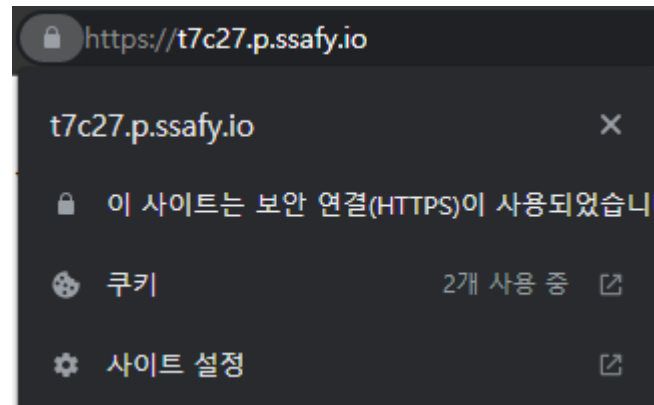 https://t7c27.p.ssafy.io
t7c27.p.ssafy.io
이 사이트는 보안 연결(HTTPS)이 사용되었습니
쿠키 2개 사용 중
사이트 설정